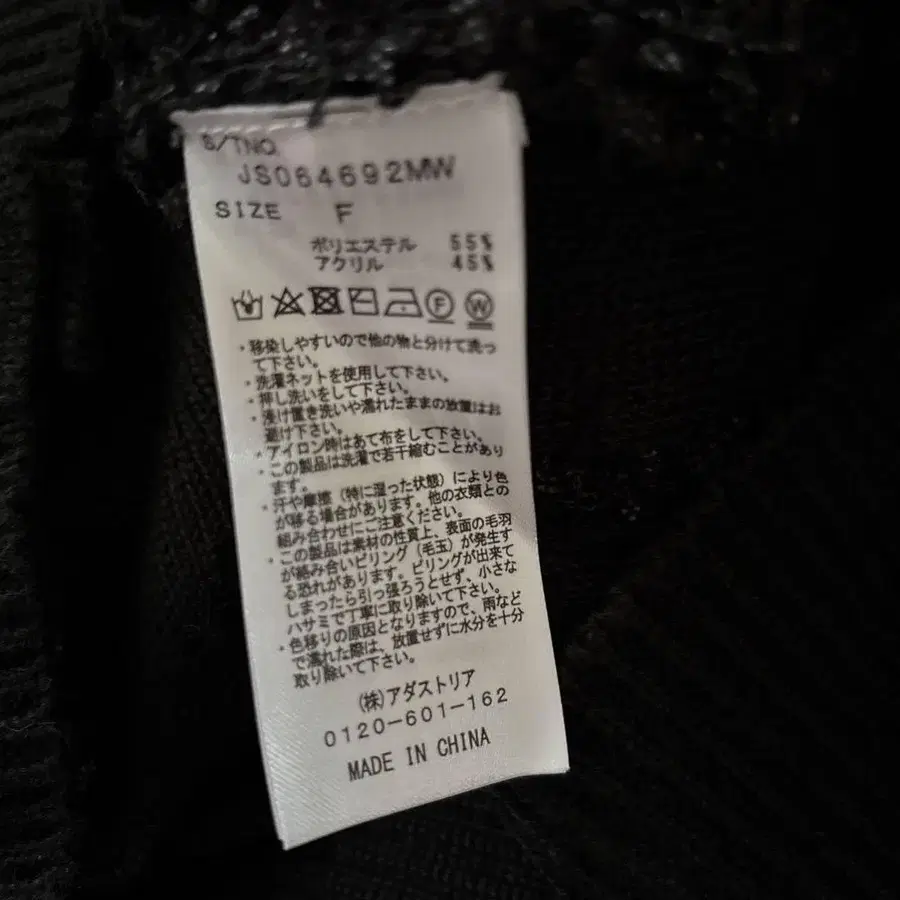 S/TNO.
JS064692MW
SIZE F
ポリエステル 55%
アクリル 45%
F W
・移染しやすいので他の物と分けて洗っ
て下さい。
・洗濯ネットを使用して下さい。
・押し洗いをして下さい。
・浸け置き洗いや濡れたままの放置はお
避け下さい。
・アイロン時はあて布をして下さい。
・この製品は洗濯で若干縮むことがあり
ます。
・汗や摩擦（特に湿った状態）により色
が移る場合があります。他の衣類との
組み合わせにご注意ください。
・この製品は素材の性質上、表面の毛羽
が絡み合いピリング（毛玉）が発生す
る恐れがあります。ピリングが出来て
しまったら引っ張ろうとせず、小さな
ハサミで丁寧に取り除いて下さい。
・色移りの原因となりますので、雨など
で濡れた際は、放置せずに水分を十分
取り除いて下さい。
(株)アダストリア
0120-601-162
MADE IN CHINA